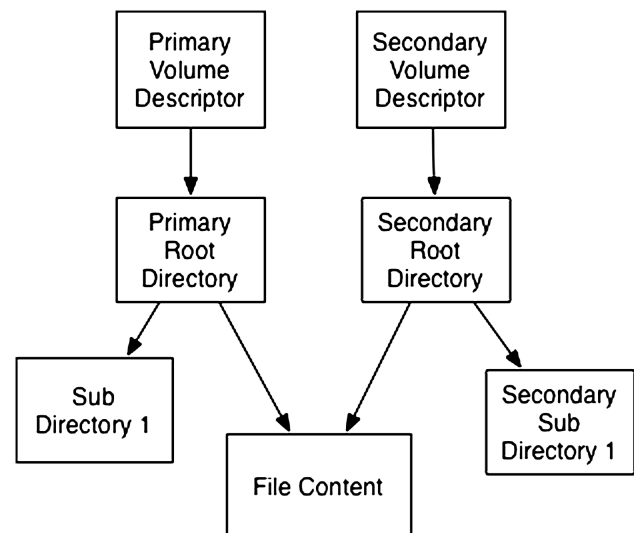 Primary
Volume
Descriptor
Secondary
Volume
Descriptor
Primary
Root
Directory
Secondary
Root
Directory
Sub
Directory 1
Secondary
Sub
Directory 1
File Content